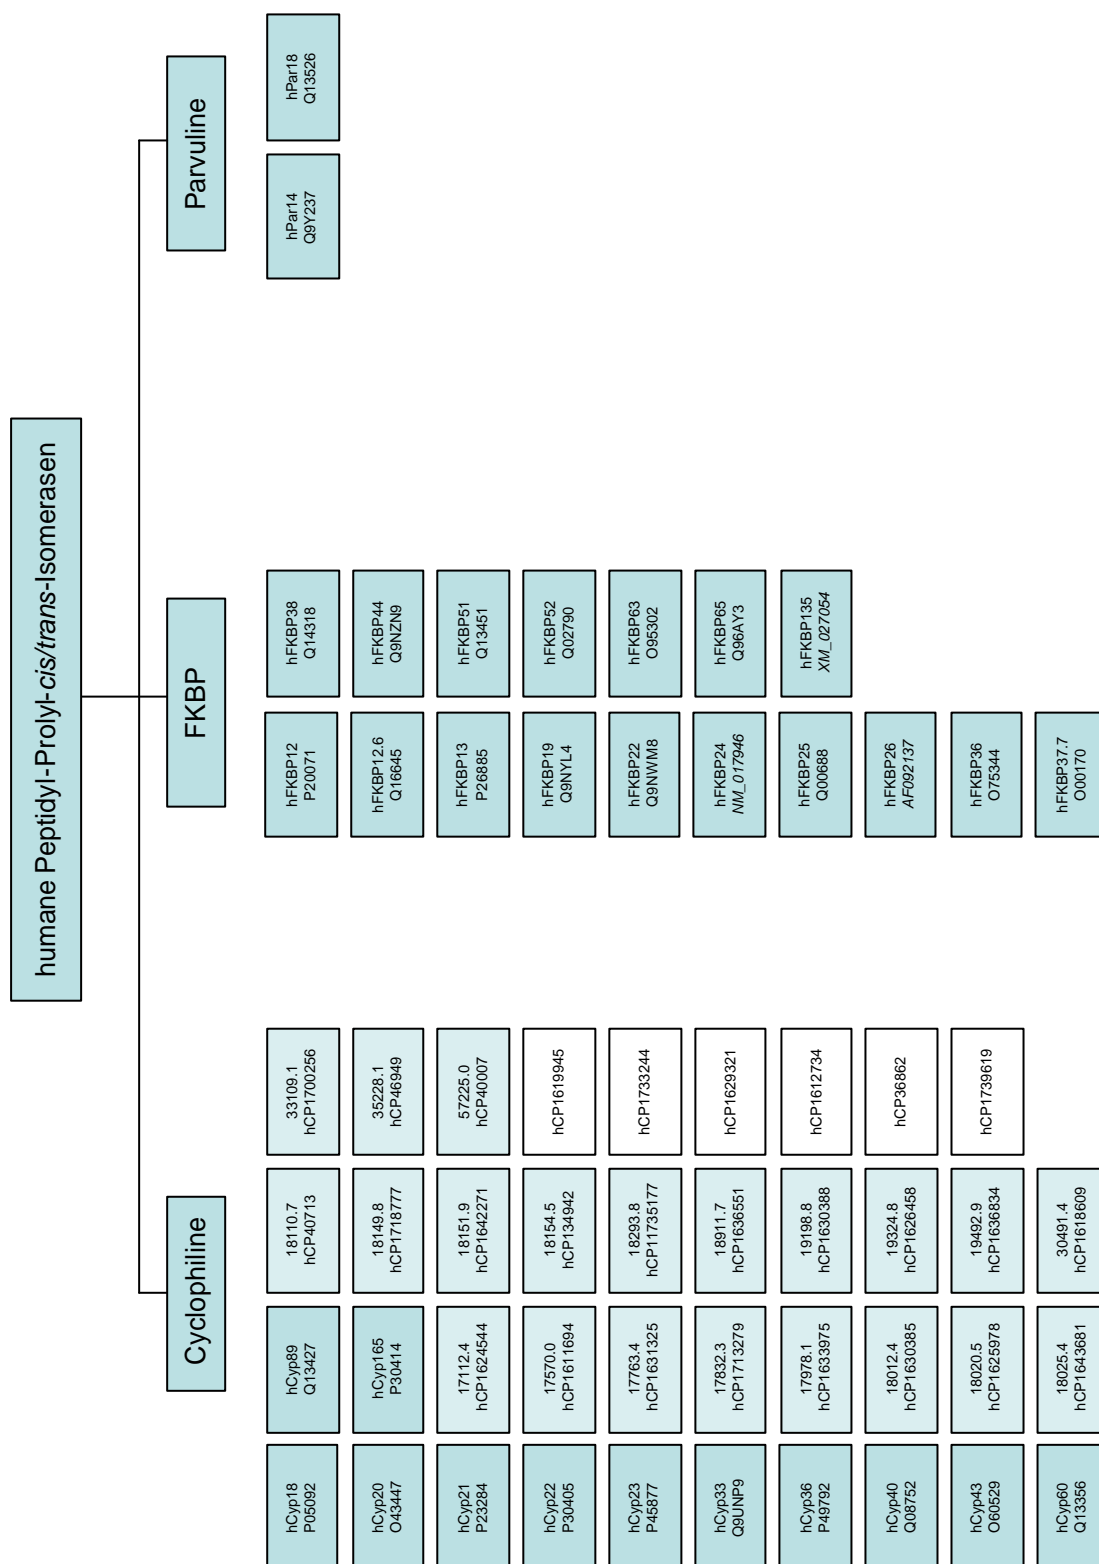 humane Peptidyl-Prolyl-cis/trans-Isomerasen
Cyclophiline
FKBP
Parvuline
hCyp18
P05092
hCyp20
O43447
hCyp21
P23284
hCyp22
P30405
hCyp23
P45877
hCyp33
Q9UNP9
hCyp36
P49792
hCyp40
Q08752
hCyp43
O60529
hCyp60
Q13356
hCyp89
Q13427
hCyp165
P30414
17112.4
hCP1624544
17570.0
hCP1611694
17763.4
hCP1631325
17832.3
hCP1713279
17978.1
hCP1633975
18012.4
hCP1630385
18020.5
hCP1625978
18025.4
hCP1643681
18110.7
hCP40713
18149.8
hCP1718777
18151.9
hCP1642271
18154.5
hCP134942
18293.8
hCP11735177
18911.7
hCP1636551
19198.8
hCP1630388
19324.8
hCP1626458
19492.9
hCP1636834
30491.4
hCP1618609
33109.1
hCP1700256
35228.1
hCP46949
57225.0
hCP40007
hCP1619945
hCP1733244
hCP1629321
hCP1612734
hCP36862
hCP1739619
hFKBP12
P20071
hFKBP12.6
Q16645
hFKBP13
P26885
hFKBP19
Q9NYL4
hFKBP22
Q9NWM8
hFKBP24
NM_017946
hFKBP25
Q00688
hFKBP26
AF092137
hFKBP36
O75344
hFKBP37.7
O00170
hFKBP38
Q14318
hFKBP44
Q9NZN9
hFKBP51
Q13451
hFKBP52
Q02790
hFKBP63
O95302
hFKBP65
Q96AY3
hFKBP135
XM_027054
hPar14
Q9Y237
hPar18
Q13526